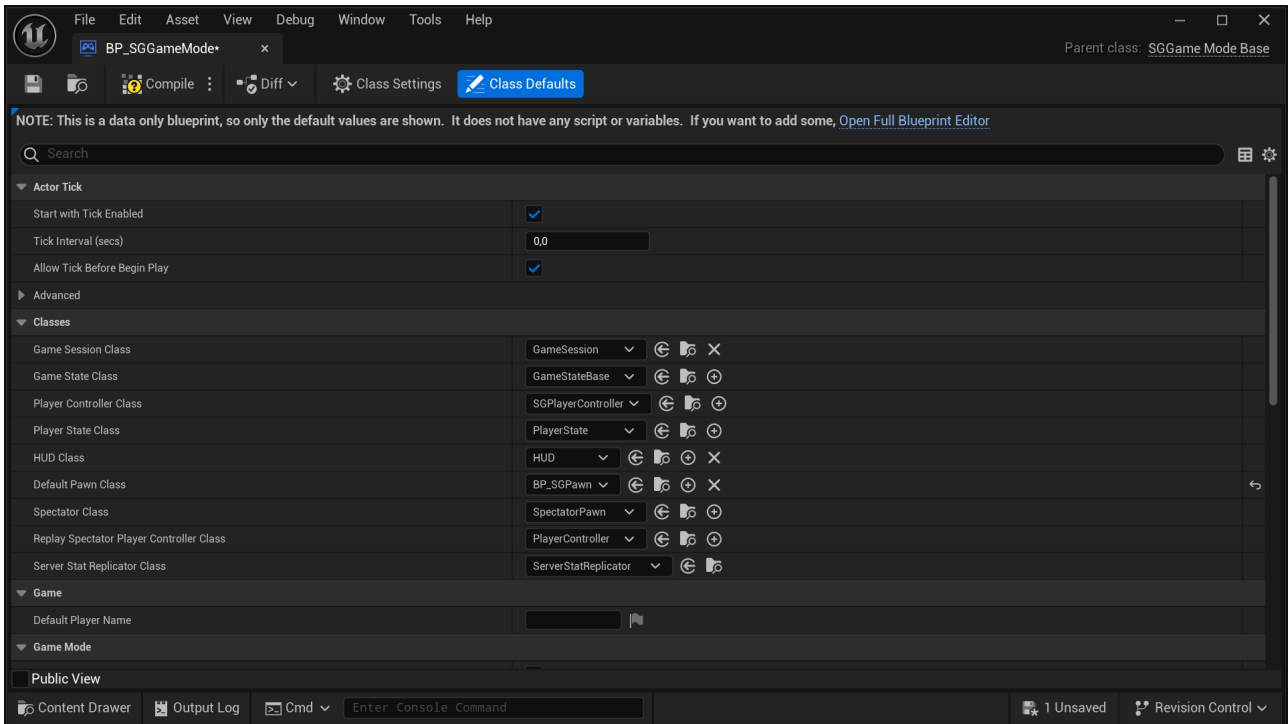 File Edit Asset View Debug Window Tools Help
BP_SGGameMode*
Parent class: SGGame Mode Base
Compile Diff Class Settings Class Defaults
NOTE: This is a data only blueprint, so only the default values are shown. It does not have any script or variables. If you want to add some, Open Full Blueprint Editor
Search
Actor Tick
Start with Tick Enabled
Tick Interval (secs) 0,0
Allow Tick Before Begin Play
Advanced
Classes
Game Session Class GameSession
Game State Class GameStateBase
Player Controller Class SGPlayerController
Player State Class PlayerState
HUD Class HUD
Default Pawn Class BP_SGPawn
Spectator Class SpectatorPawn
Replay Spectator Player Controller Class PlayerController
Server Stat Replicator Class ServerStatReplicator
Game
Default Player Name
Game Mode
Public View
Content Drawer Output Log Cmd Enter Console Command 1 Unsaved Revision Control